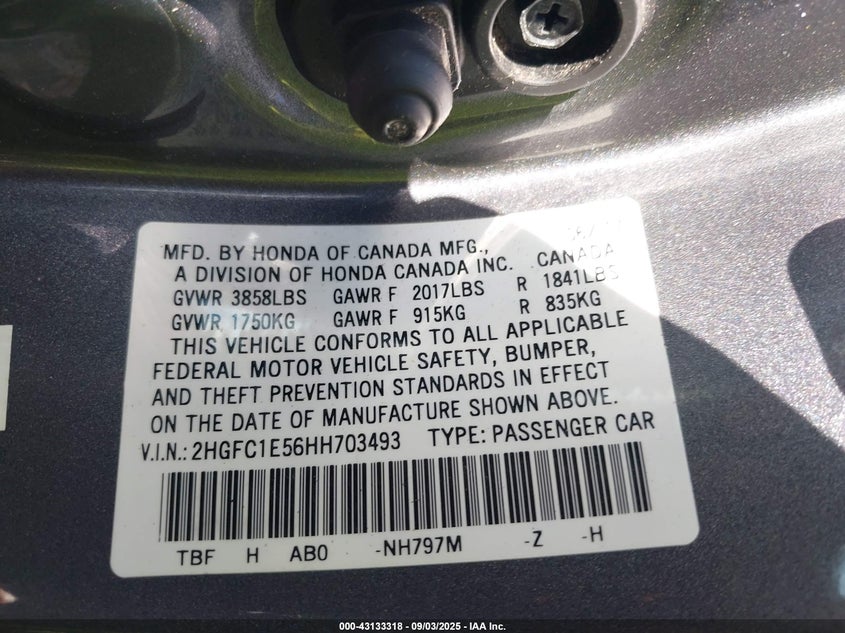 MFD. BY HONDA OF CANADA MFG.,
A DIVISION OF HONDA CANADA INC. CANADA
GVWR 3858LBS GAWR F 2017LBS R 1841LBS
GVWR 1750KG GAWR F 915KG R 835KG
THIS VEHICLE CONFORMS TO ALL APPLICABLE
FEDERAL MOTOR VEHICLE SAFETY, BUMPER,
AND THEFT PREVENTION STANDARDS IN EFFECT
ON THE DATE OF MANUFACTURE SHOWN ABOVE.
V.I.N.: 2HGFC1E56HH703493 TYPE: PASSENGER CAR
TBF H AB0 -NH797M -Z -H
000-43133318 - 09/03/2025 - IAA Inc.